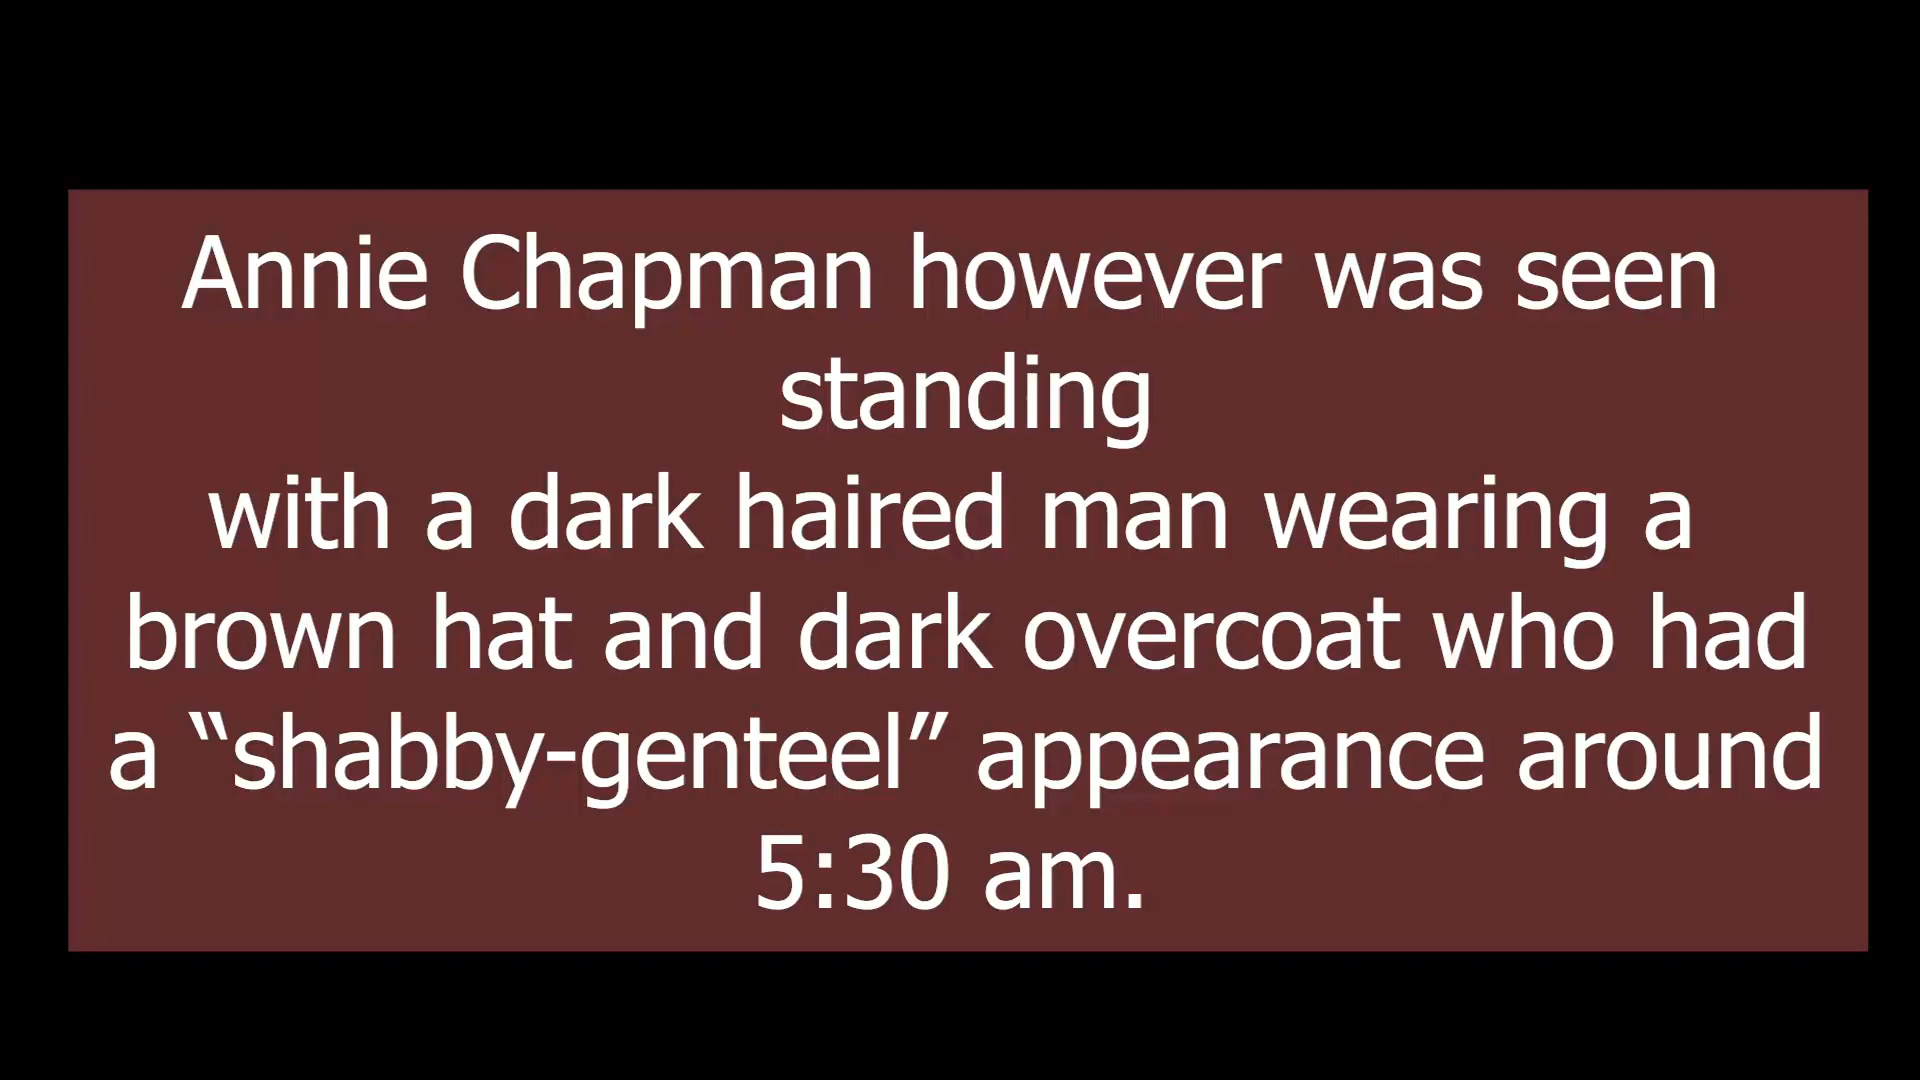 Annie Chapman however was seen
standing
with a dark haired man wearing a
brown hat and dark overcoat who had
a “shabby-genteel” appearance around
5:30 am.